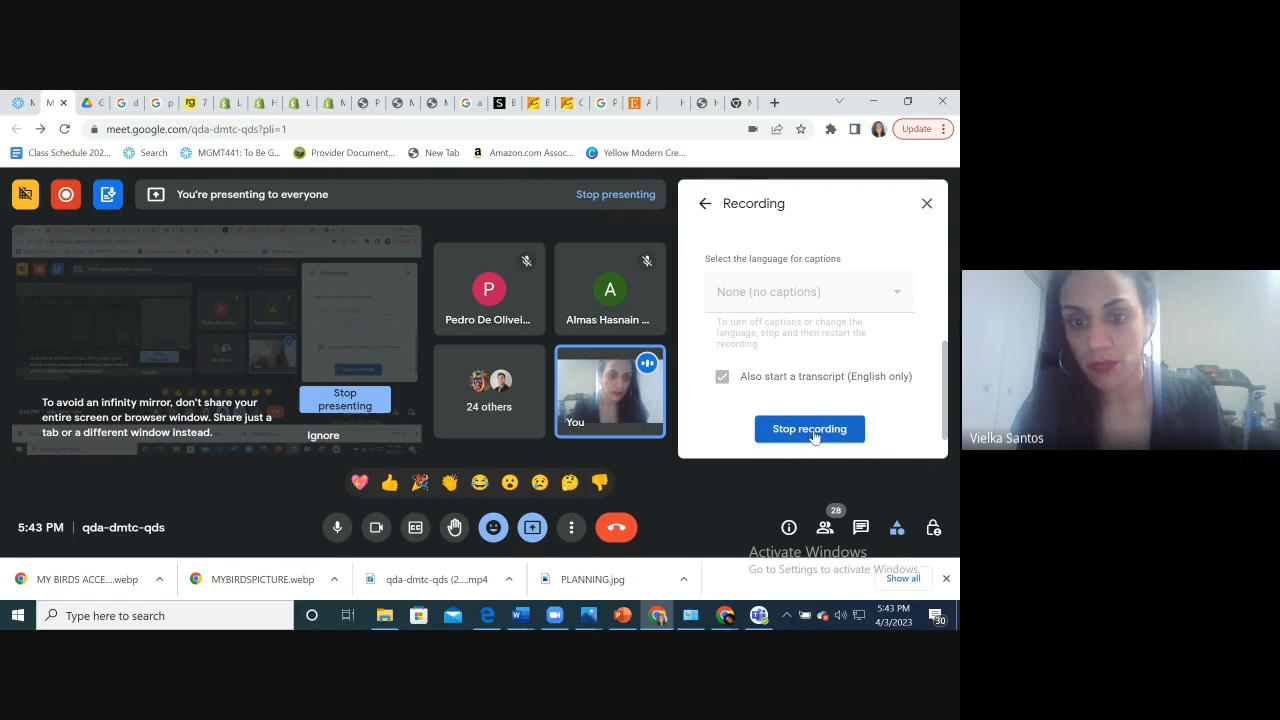 M
M
G
d
p
7
L
H
L
M
P
M
M
a
B
B
C
P
A
H
H
N
meet.google.com/qda-dmtc-qds?pli=1
Update
Class Schedule 202...
Search
MGMT441: To Be G...
Provider Document...
New Tab
Amazon.com Assoc...
Yellow Modern Cre...
You're presenting to everyone
Stop presenting
Recording
Select the language for captions
None (no captions)
To turn off captions or change the
language, stop and then restart the
recording
Also start a transcript (English only)
Stop recording
P
Pedro De Olivei...
A
Almas Hasnain ...
24 others
You
To avoid an infinity mirror, don't share your
entire screen or browser window. Share just a
tab or a different window instead.
Stop
presenting
Ignore
Vielka Santos
5:43 PM | qda-dmtc-qds
28
Activate Windows
Go to Settings to activate Windows.
MY BIRDS ACCE....webp
MYBIRDSPICTURE.webp
qda-dmtc-qds (2....mp4
PLANNING.jpg
Show all
Type here to search
5:43 PM
4/3/2023
30